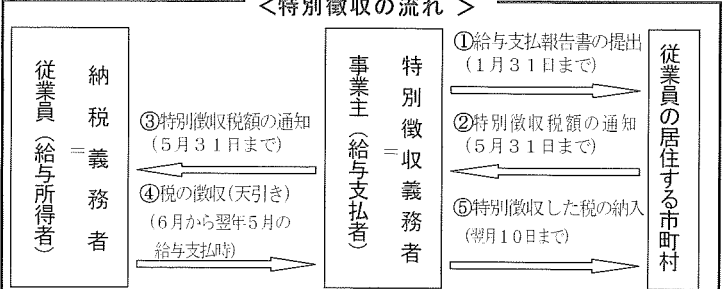 ＜特別徴収の流れ ＞
納税義務者
＝
従業員（給与所得者）
③特別徴収税額の通知
(５月３１日まで)
④税の徴収(天引き)
(６月から翌年５月の
給与支払時)
特別徴収義務者
＝
事業主（給与支払者）
①給与支払報告書の提出
(１月３１日まで)
②特別徴収税額の通知
(５月３１日まで)
⑤特別徴収した税の納入
(翌月10日まで)
従業員の居住する市町村